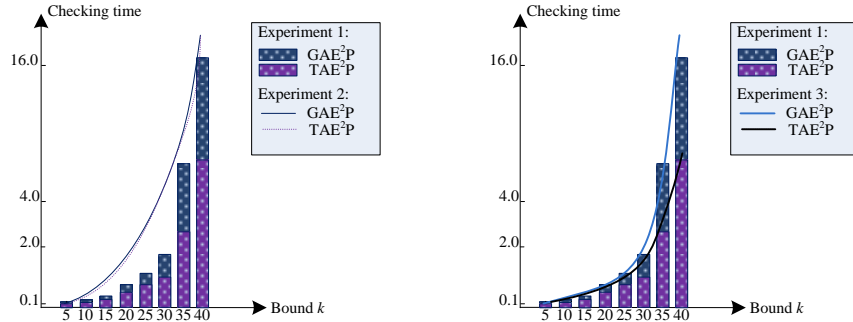 Checking time
16.0
4.0
2.0
0.1
5 10 15 20 25 30 35 40
Bound k
Experiment 1:
GAE²P
TAE²P
Experiment 2:
GAE²P
TAE²P
Checking time
16.0
4.0
2.0
0.1
5 10 15 20 25 30 35 40
Bound k
Experiment 1:
GAE²P
TAE²P
Experiment 3:
GAE²P
TAE²P